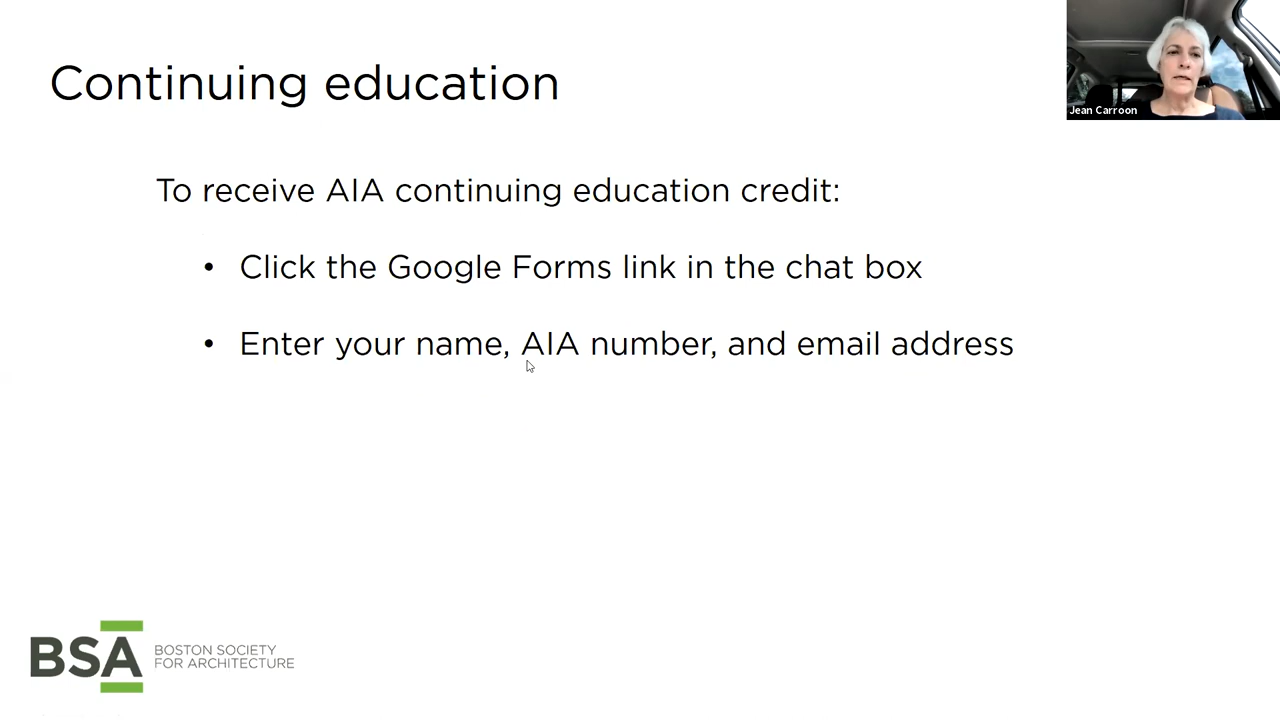 Continuing education
Jean Carroon
To receive AIA continuing education credit:
• Click the Google Forms link in the chat box
• Enter your name, AIA number, and email address
BSA
BOSTON SOCIETY
FOR ARCHITECTURE